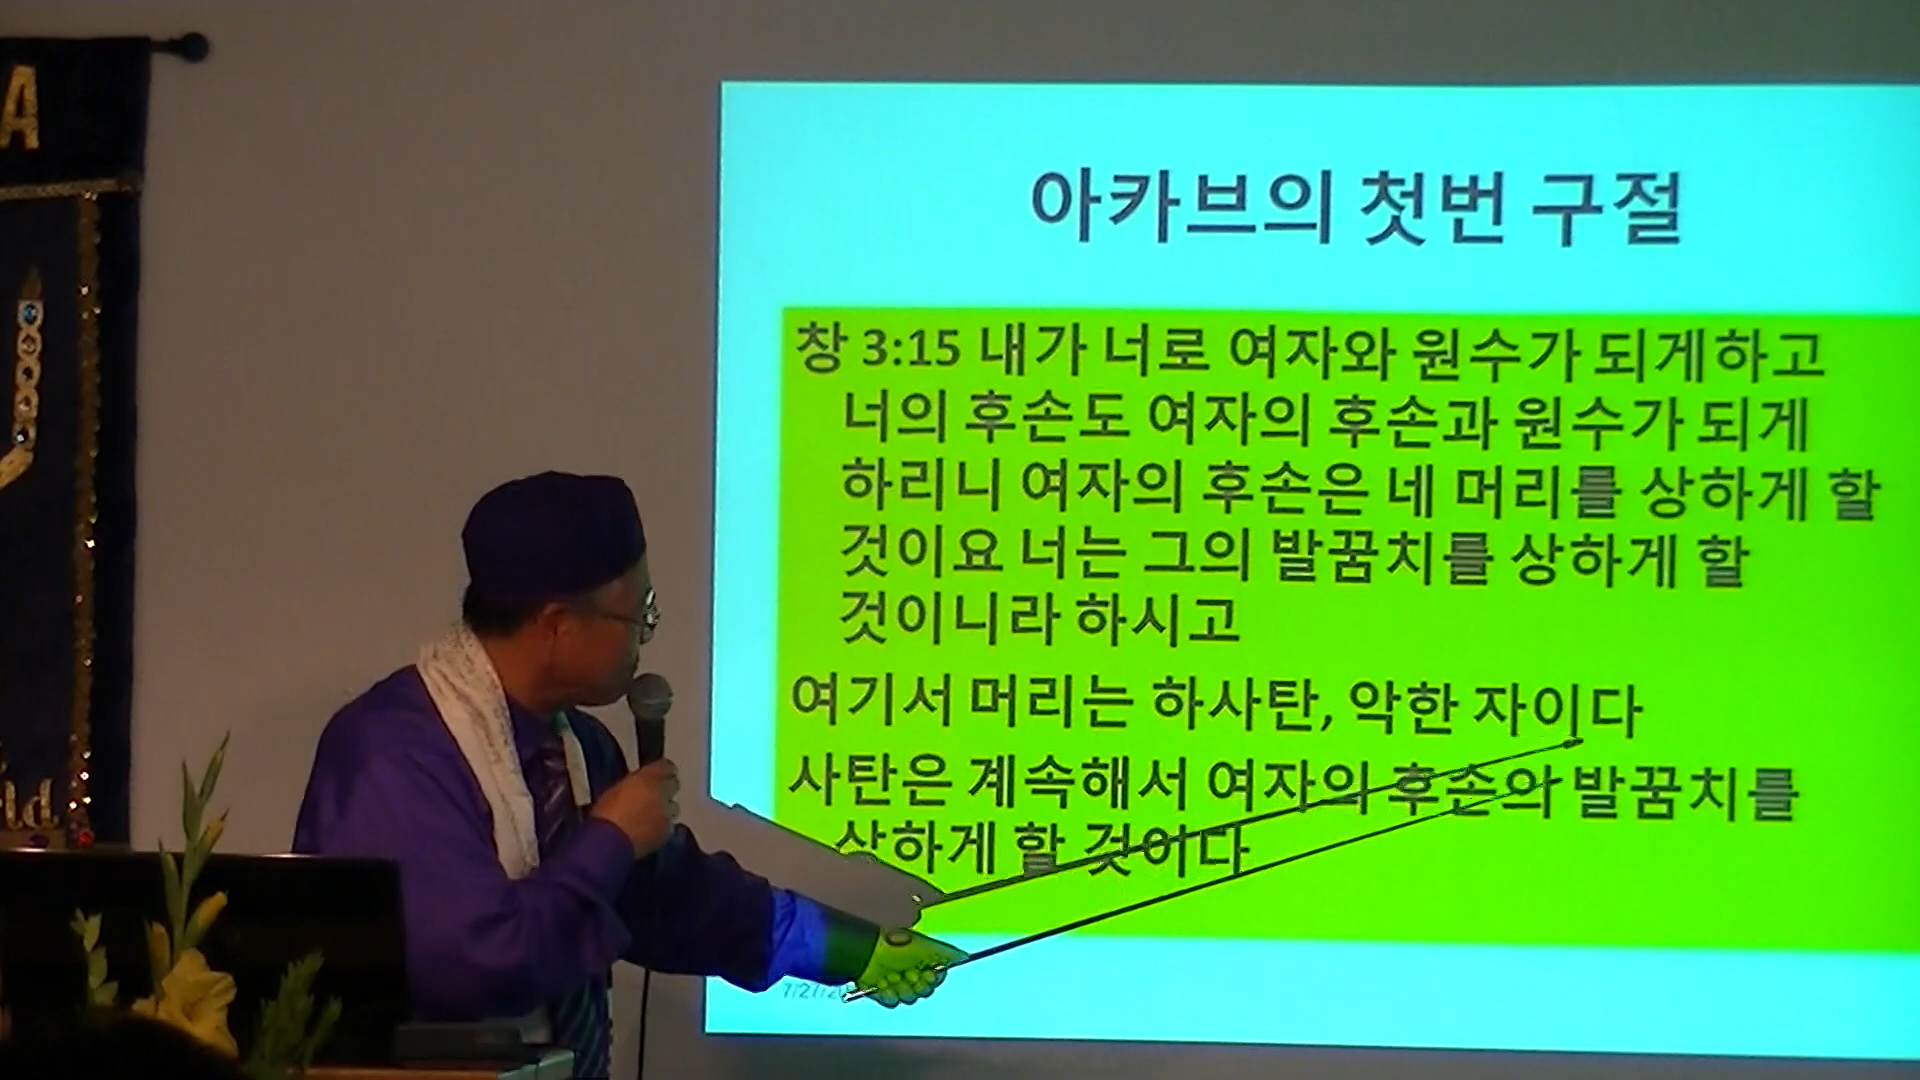 A
아카브의 첫번 구절
창 3:15 내가 너로 여자와 원수가 되게하고
너의 후손도 여자의 후손과 원수가 되게
하리니 여자의 후손은 네 머리를 상하게 할
것이요 너는 그의 발꿈치를 상하게 할
것이니라 하시고
여기서 머리는 하사탄, 악한 자이다
사탄은 계속해서 여자의 후손의 발꿈치를
상하게 할 것이다